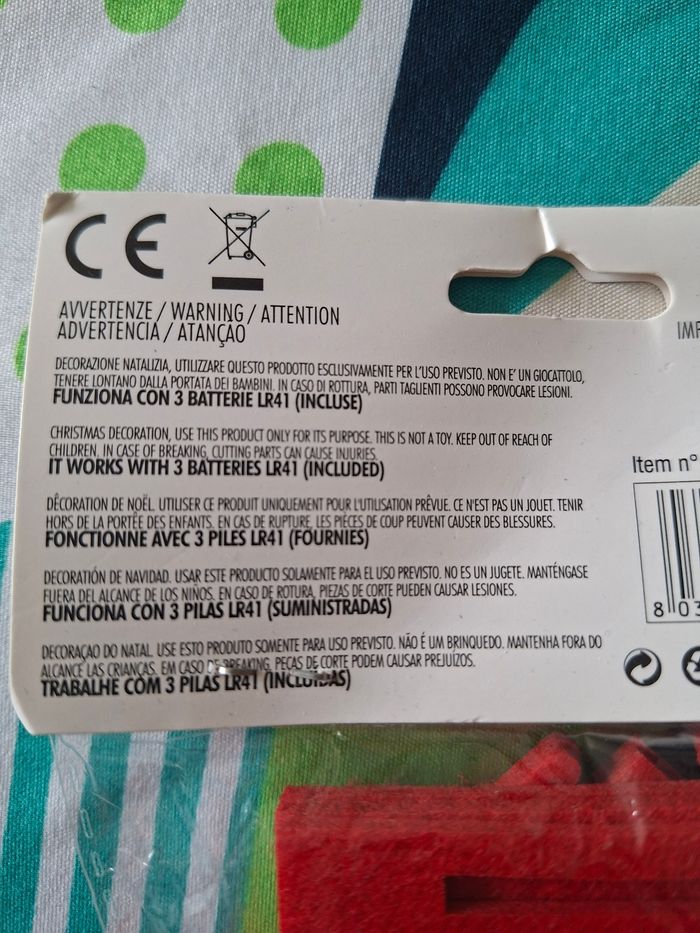 CE
AVVERTENZE / WARNING / ATTENTION
ADVERTENCIA / ATANÇAO
DECORAZIONE NATALIZIA, UTILIZZARE QUESTO PRODOTTO ESCLUSIVAMENTE PER L'USO PREVISTO. NON E' UN GIOCATTOLO,
TENERE LONTANO DALLA PORTATA DEI BAMBINI. IN CASO DI ROTTURA, PARTI TAGLIENTI POSSONO PROVOCARE LESIONI.
FUNZIONA CON 3 BATTERIE LR41 (INCLUSE)
CHRISTMAS DECORATION, USE THIS PRODUCT ONLY FOR ITS PURPOSE. THIS IS NOT A TOY. KEEP OUT OF REACH OF
CHILDREN. IN CASE OF BREAKING, CUTTING PARTS CAN CAUSE INJURIES.
IT WORKS WITH 3 BATTERIES LR41 (INCLUDED)
DÊCORATION DE NOËL. UTILISER CE PRODUIT UNIQUEMENT POUR L'UTILISATION PRÉVUE. CE N'EST PAS UN JOUET. TENIR
HORS DE LA PORTÉE DES ENFANTS. EN CAS DE RUPTURE, LES PIÈCES DE COUP PEUVENT CAUSER DES BLESSURES.
FONCTIONNE AVEC 3 PILES LR41 (FOURNIES)
DECORATIÓN DE NAVIDAD. USAR ESTE PRODUCTO SOLAMENTE PARA EL USO PREVISTO. NO ES UN JUGETE. MANTÉNGASE
FUERA DEL ALCANCE DE LOS NIÑOS. EN CASO DE ROTURA, PIEZAS DE CORTE PUEDEN CAUSAR LESIONES.
FUNCIONA CON 3 PILAS LR41 (SUMINISTRADAS)
DECORAÇAO DO NATAL. USE ESTO PRODUTO SOMENTE PARA USO PREVISTO. NÃO É UM BRINQUEDO. MANTENHA FORA DO
ALCANCE LAS CRIANÇAS. EM CASO DE BREAKING, PEÇAS DE CORTE PODEM CAUSAR PREJUÍZOS.
TRABALHE COM 3 PILAS LR41 (INCLUIDAS)
IMP
Item n°
8 03